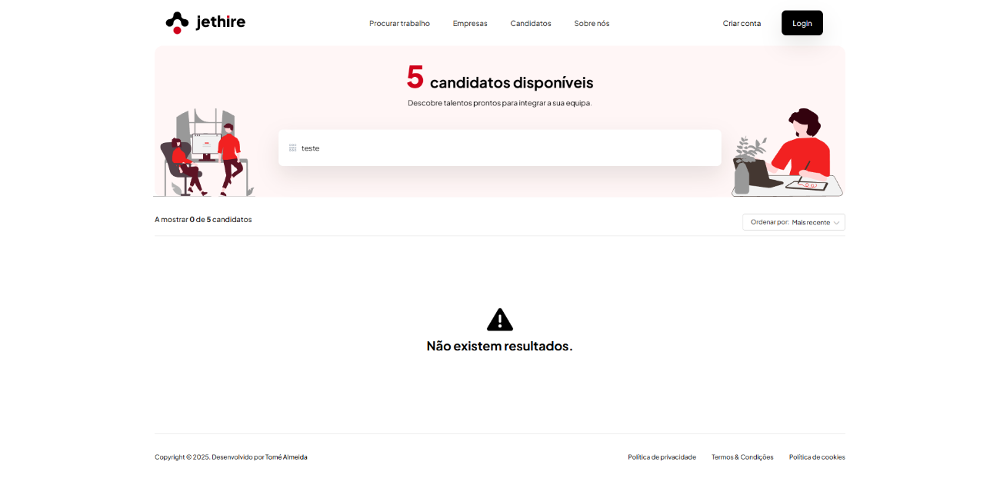 jethire
Procurar trabalho
Empresas
Candidatos
Sobre nós
Criar conta
Login
5 candidatos disponíveis
Descobre talentos prontos para integrar a sua equipa.
teste
A mostrar 0 de 5 candidatos
Ordenar por: Mais recente
Não existem resultados.
Copyright © 2025. Desenvolvido por Tomé Almeida
Política de privacidade
Termos & Condições
Política de cookies